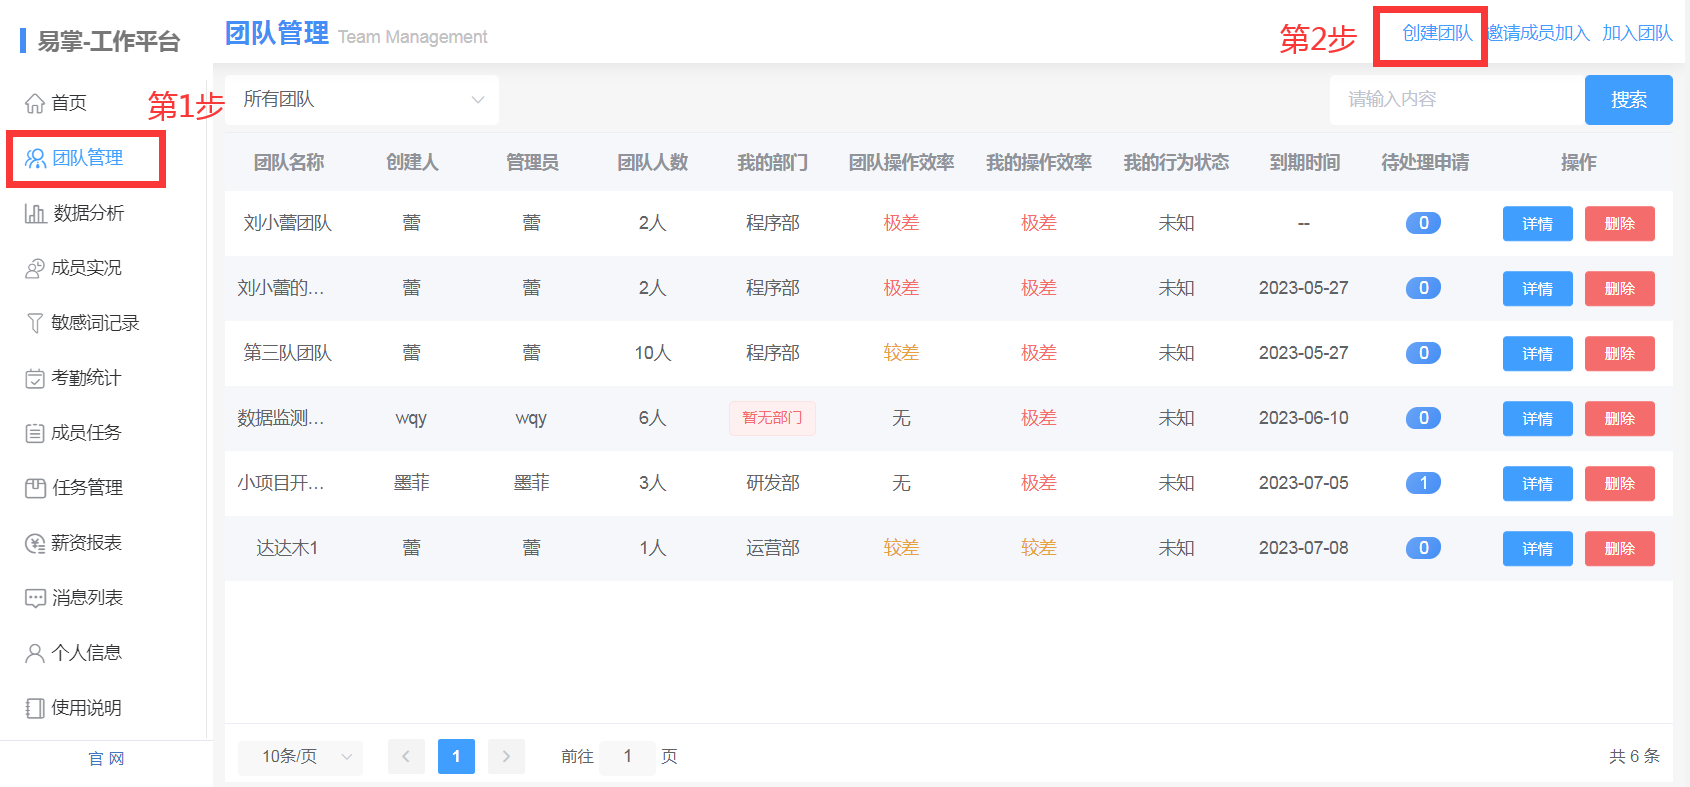 易掌-工作平台
首页
团队管理
数据分析
成员实况
敏感词记录
考勤统计
成员任务
任务管理
薪资报表
消息列表
个人信息
使用说明
官 网
第1步
团队管理 Team Management
第2步
创建团队 邀请成员加入 加入团队
所有团队 请输入内容 搜索
团队名称 创建人 管理员 团队人数 我的部门 团队操作效率 我的操作效率 我的行为状态 到期时间 待处理申请 操作
刘小蕾团队 蕾 蕾 2人 程序部 极差 极差 未知 -- 0 详情 删除
刘小蕾的... 蕾 蕾 2人 程序部 极差 极差 未知 2023-05-27 0 详情 删除
第三队团队 蕾 蕾 10人 程序部 较差 极差 未知 2023-05-27 0 详情 删除
数据监测... wqy wqy 6人 暂无部门 无 极差 未知 2023-06-10 0 详情 删除
小项目开... 墨菲 墨菲 3人 研发部 无 极差 未知 2023-07-05 1 详情 删除
达达木1 蕾 蕾 1人 运营部 较差 较差 未知 2023-07-08 0 详情 删除
10条/页 1 前往 1 页 共 6 条